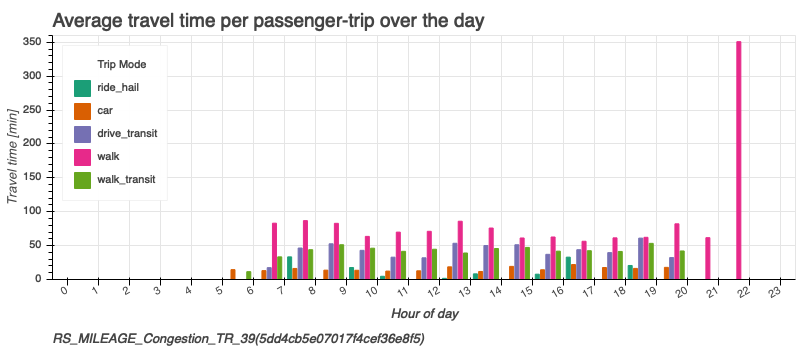 Average travel time per passenger-trip over the day
Travel time [min]
350
300
250
200
150
100
50
0
Trip Mode
ride_hail
car
drive_transit
walk
walk_transit
0 1 2 3 4 5 6 7 8 9 10 11 12 13 14 15 16 17 18 19 20 21 22 23
Hour of day
RS_MILEAGE_Congestion_TR_39(5dd4cb5e07017f4cef36e8f5)